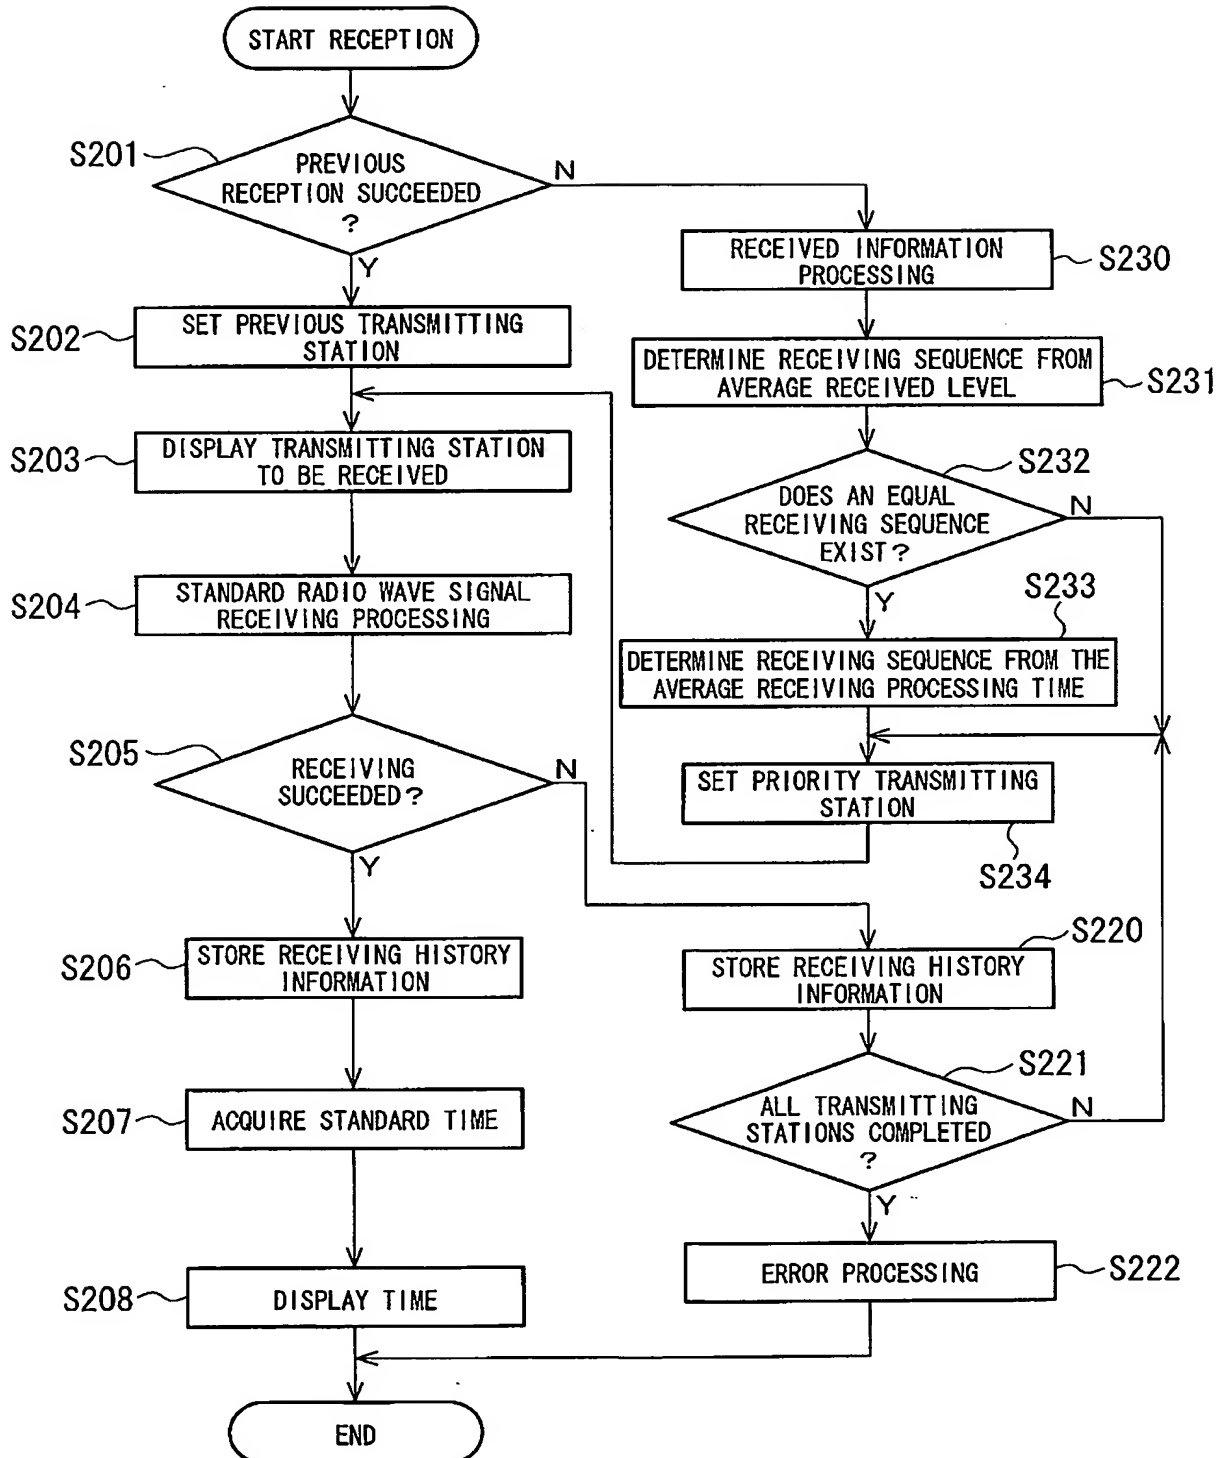 START RECEPTION
S201
PREVIOUS
RECEPTION SUCCEEDED
?
N
Y
S202
SET PREVIOUS TRANSMITTING
STATION
S203
DISPLAY TRANSMITTING STATION
TO BE RECEIVED
S204
STANDARD RADIO WAVE SIGNAL
RECEIVING PROCESSING
S205
RECEIVING
SUCCEEDED?
N
Y
S206
STORE RECEIVING HISTORY
INFORMATION
S207
ACQUIRE STANDARD TIME
S208
DISPLAY TIME
END
RECEIVED INFORMATION
PROCESSING
S230
DETERMINE RECEIVING SEQUENCE FROM
AVERAGE RECEIVED LEVEL
S231
S232
DOES AN EQUAL
RECEIVING SEQUENCE
EXIST?
N
Y
S233
DETERMINE RECEIVING SEQUENCE FROM THE
AVERAGE RECEIVING PROCESSING TIME
SET PRIORITY TRANSMITTING
STATION
S234
S220
STORE RECEIVING HISTORY
INFORMATION
S221
ALL TRANSMITTING
STATIONS COMPLETED
?
N
Y
ERROR PROCESSING
S222